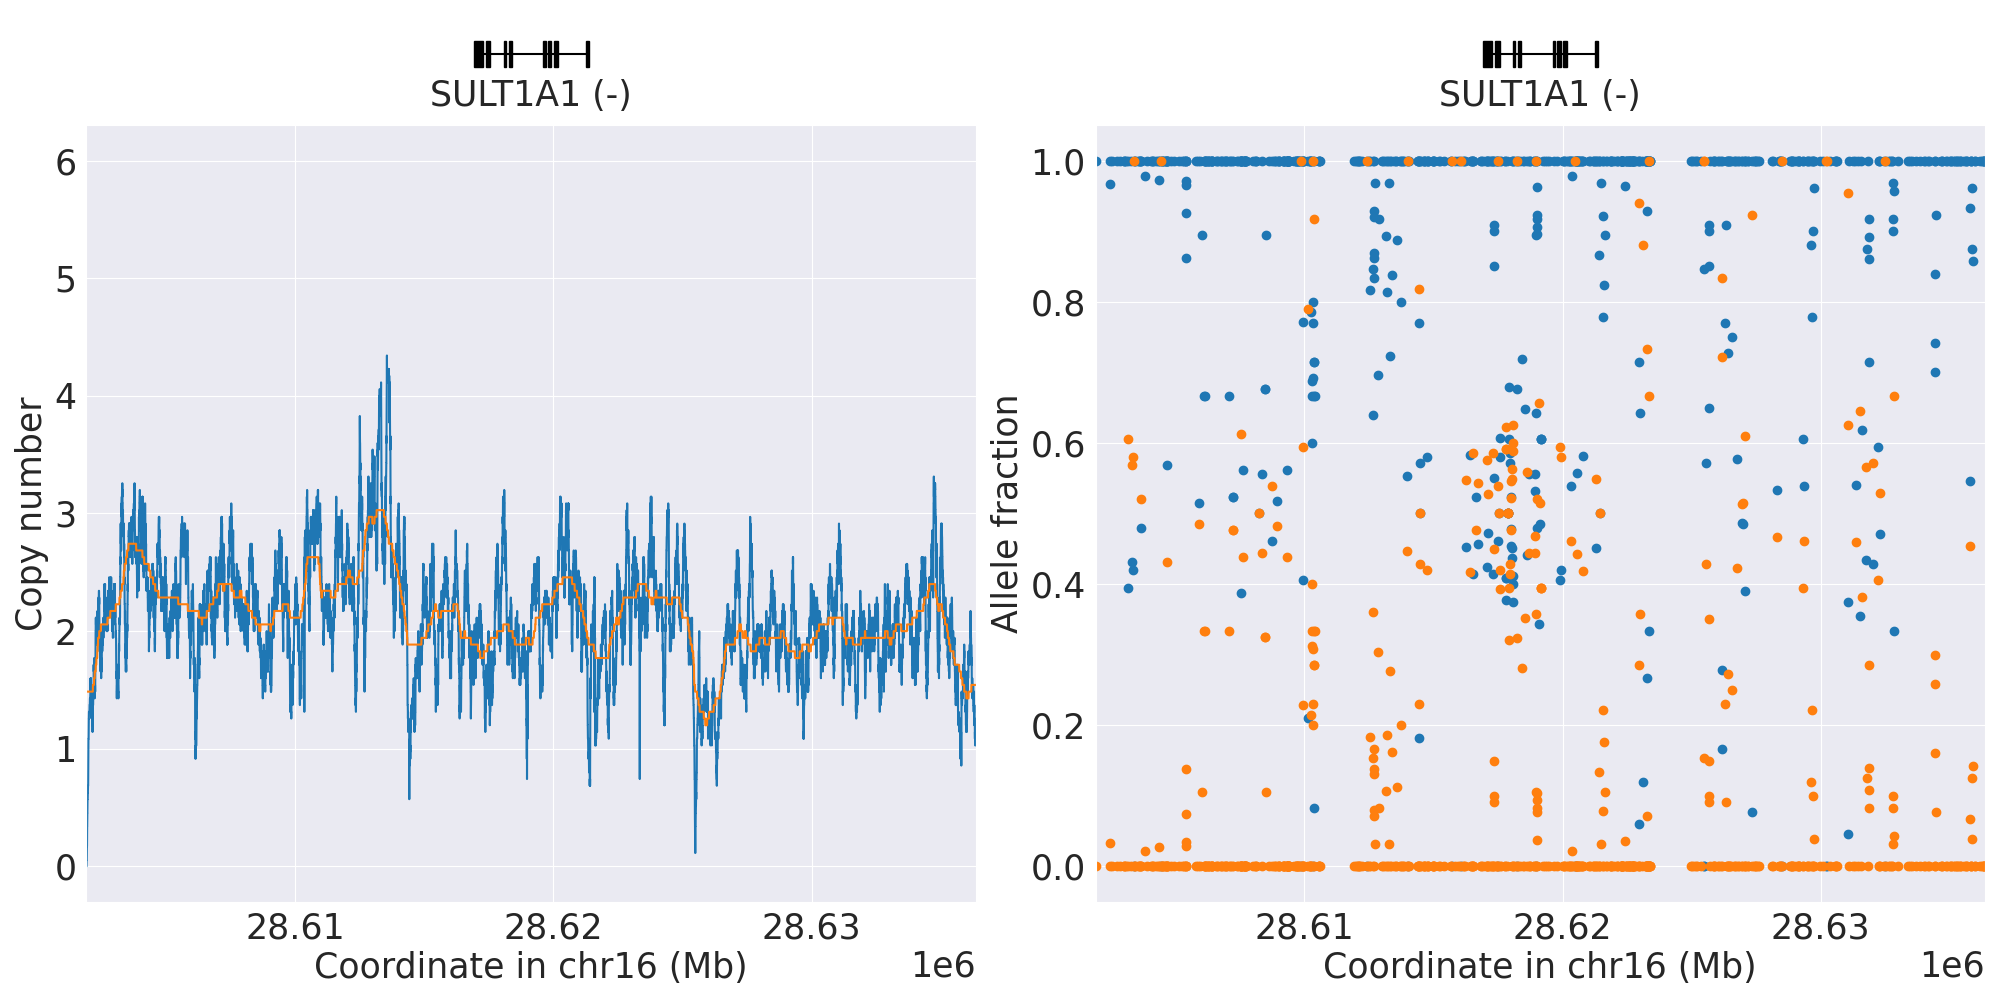 SULT1A1 (-)
6
5
4
3
2
1
0
Copy number
28.61
28.62
28.63
Coordinate in chr16 (Mb)
1e6
SULT1A1 (-)
1.0
0.8
0.6
0.4
0.2
0.0
Allele fraction
28.61
28.62
28.63
Coordinate in chr16 (Mb)
1e6